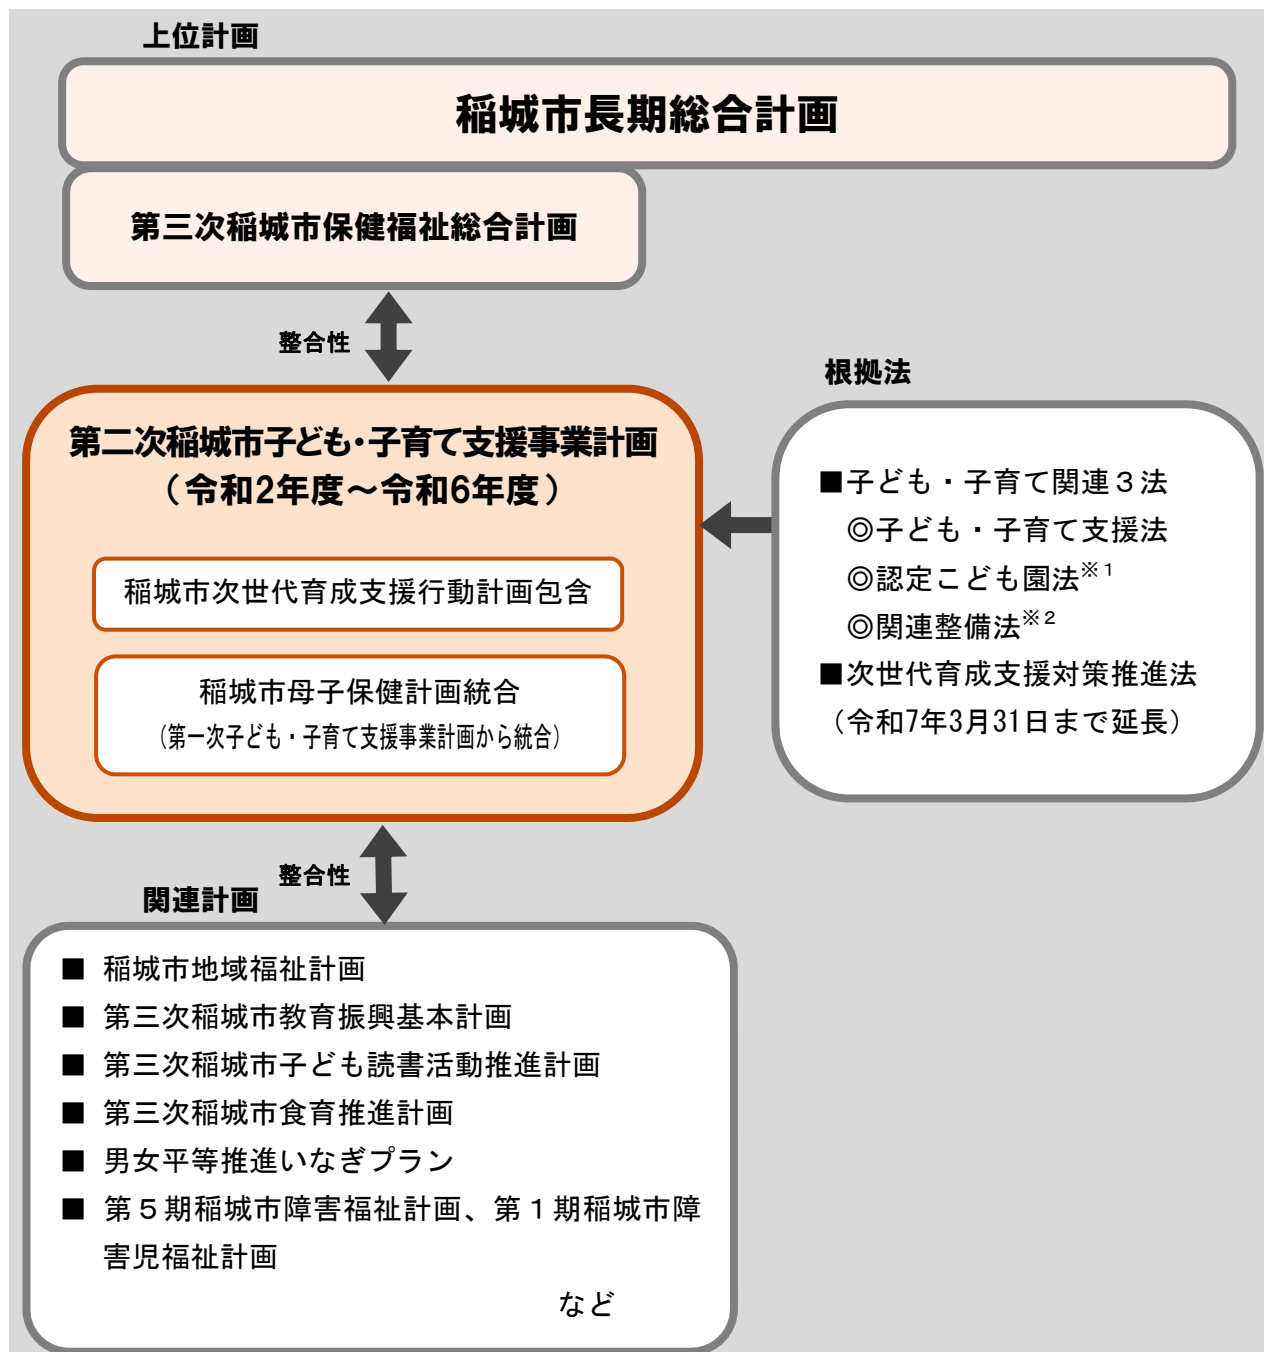 上位計画
稲城市長期総合計画
第三次稲城市保健福祉総合計画
整合性
第二次稲城市子ども・子育て支援事業計画
（令和2年度～令和6年度）
稲城市次世代育成支援行動計画包含
稲城市母子保健計画統合
（第一次子ども・子育て支援事業計画から統合）
根拠法
■子ども・子育て関連３法
◎子ども・子育て支援法
◎認定こども園法※１
◎関連整備法※２
■次世代育成支援対策推進法
（令和7年3月31日まで延長）
整合性
関連計画
■ 稲城市地域福祉計画
■ 第三次稲城市教育振興基本計画
■ 第三次稲城市子ども読書活動推進計画
■ 第三次稲城市食育推進計画
■ 男女平等推進いなぎプラン
■ 第５期稲城市障害福祉計画、第１期稲城市障
害児福祉計画
など